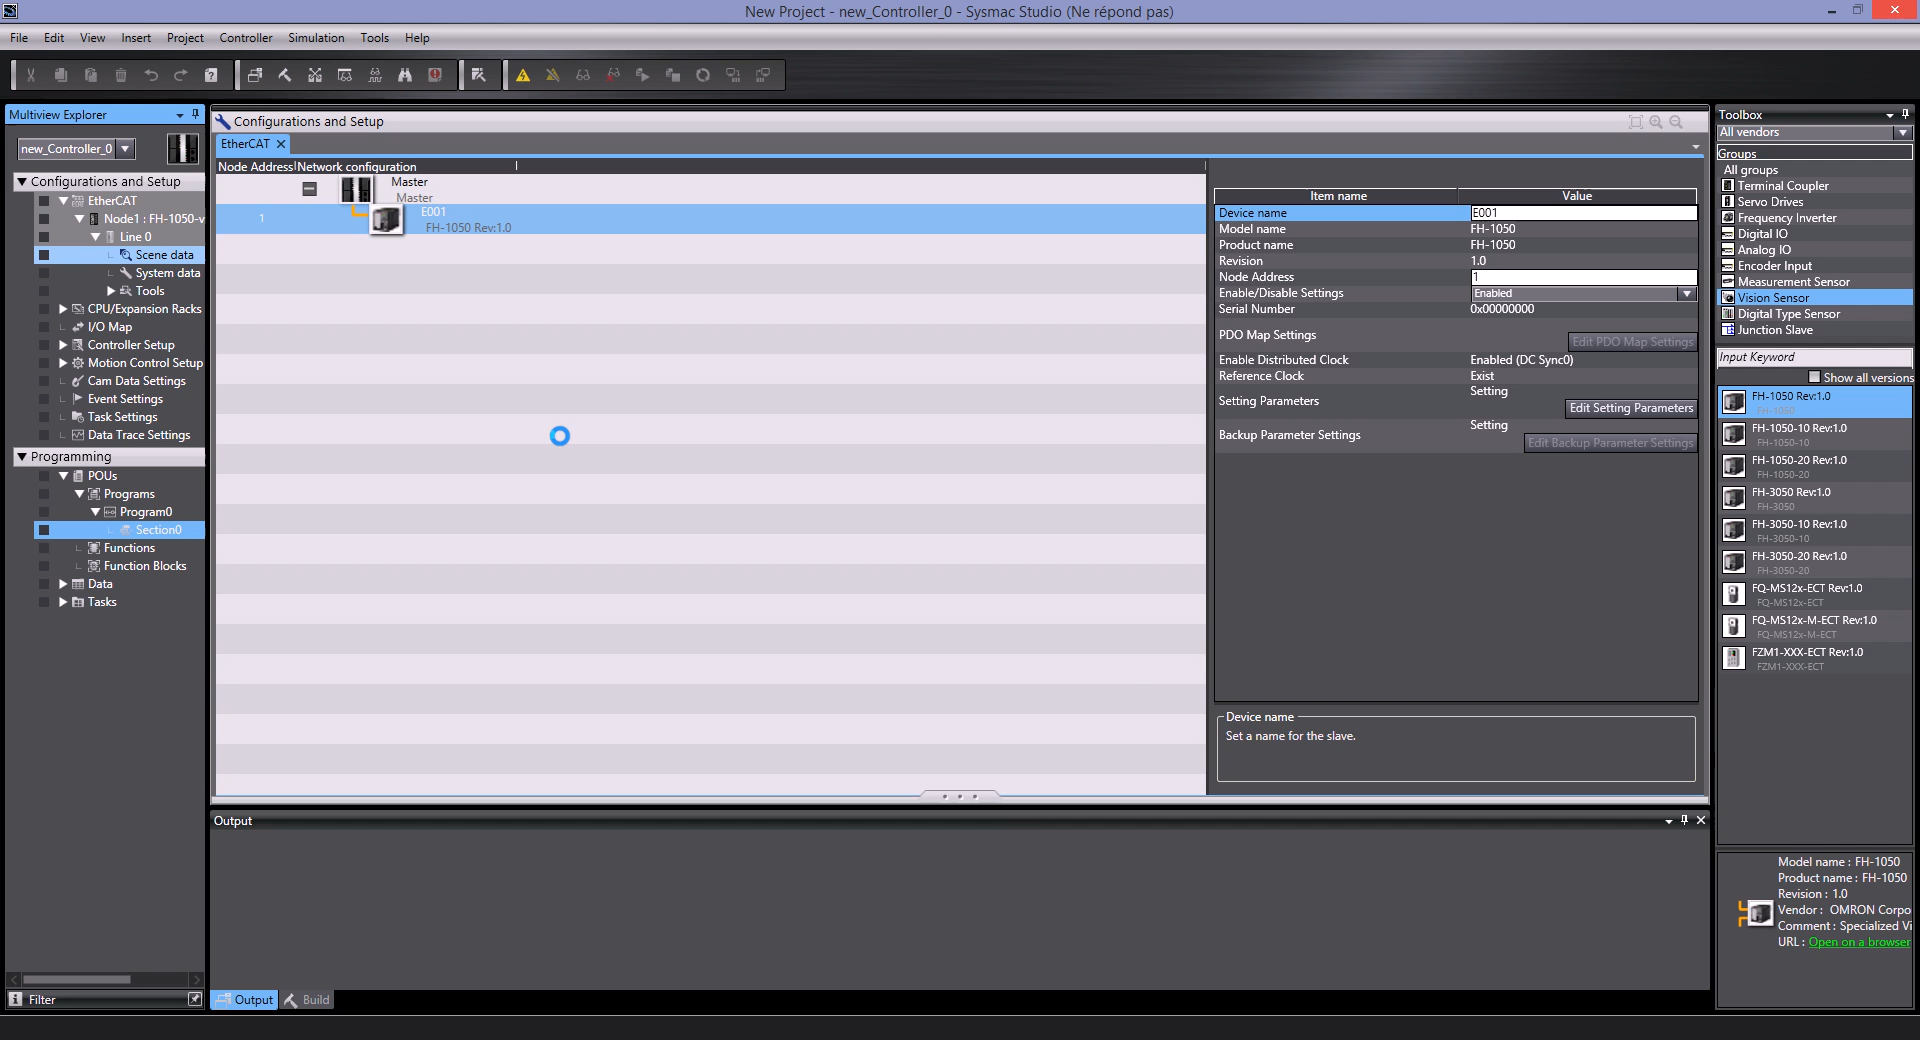 New Project - new_Controller_0 - Sysmac Studio (Ne répond pas)
File Edit View Insert Project Controller Simulation Tools Help
Multiview Explorer
new_Controller_0
Configurations and Setup
EtherCAT
Node1 : FH-1050-v
Line 0
Scene data
System data
Tools
CPU/Expansion Racks
I/O Map
Controller Setup
Motion Control Setup
Cam Data Settings
Event Settings
Task Settings
Data Trace Settings
Programming
POUs
Programs
Program0
Section0
Functions
Function Blocks
Data
Tasks
Filter
Configurations and Setup
EtherCAT
Node Address Network configuration
Master
Master
1
E001
FH-1050 Rev:1.0
Item name Value
Device name E001
Model name FH-1050
Product name FH-1050
Revision 1.0
Node Address 1
Enable/Disable Settings Enabled
Serial Number 0x00000000
PDO Map Settings
Edit PDO Map Settings
Enable Distributed Clock Enabled (DC Sync0)
Reference Clock Exist
Setting Parameters Setting
Edit Setting Parameters
Backup Parameter Settings Setting
Edit Backup Parameter Settings
Device name
Set a name for the slave.
Output
Output Build
Toolbox
All vendors
Groups
All groups
Terminal Coupler
Servo Drives
Frequency Inverter
Digital IO
Analog IO
Encoder Input
Measurement Sensor
Vision Sensor
Digital Type Sensor
Junction Slave
Input Keyword
Show all versions
FH-1050 Rev:1.0
FH-1050
FH-1050-10 Rev:1.0
FH-1050-10
FH-1050-20 Rev:1.0
FH-1050-20
FH-3050 Rev:1.0
FH-3050
FH-3050-10 Rev:1.0
FH-3050-10
FH-3050-20 Rev:1.0
FH-3050-20
FQ-MS12x-ECT Rev:1.0
FQ-MS12x-ECT
FQ-MS12x-M-ECT Rev:1.0
FQ-MS12x-M-ECT
FZM1-XXX-ECT Rev:1.0
FZM1-XXX-ECT
Model name : FH-1050
Product name : FH-1050
Revision : 1.0
Vendor : OMRON Corpo
Comment : Specialized Vi
URL : Open on a browser